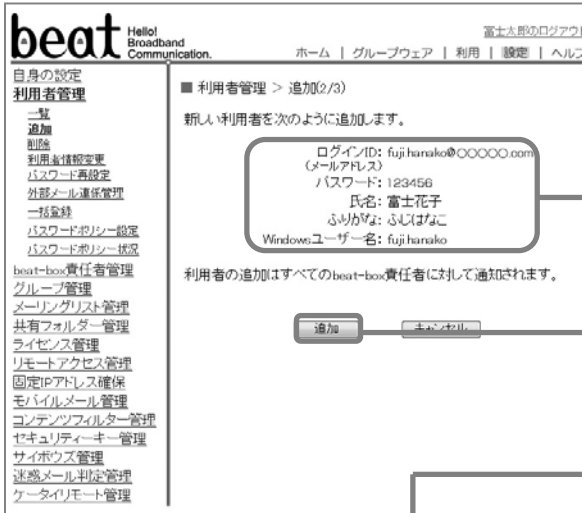 beat Hello! Broadband Communication.
富士太郎のログアウト
ホーム | グループウェア | 利用 | 設定 | ヘルプ
自身の設定
利用者管理
一覧
追加
削除
利用者情報変更
パスワード再設定
外部メール連係管理
一括登録
パスワードポリシー設定
パスワードポリシー状況
beat-box責任者管理
グループ管理
メーリングリスト管理
共有フォルダー管理
ライセンス管理
リモートアクセス管理
固定IPアドレス確保
モバイルメール管理
コンテンツフィルター管理
セキュリティーキー管理
サイボウズ管理
迷惑メール判定管理
ケータイリモート管理
■ 利用者管理 > 追加(2/3)
新しい利用者を次のように追加します。
ログインID: fuji.hanako@○○○○○.com
(メールアドレス)
パスワード: 123456
氏名: 富士花子
ふりがな: ふじはなこ
Windowsユーザー名: fuji.hanako
利用者の追加はすべてのbeat-box責任者に対して通知されます。
追加 キャンセル